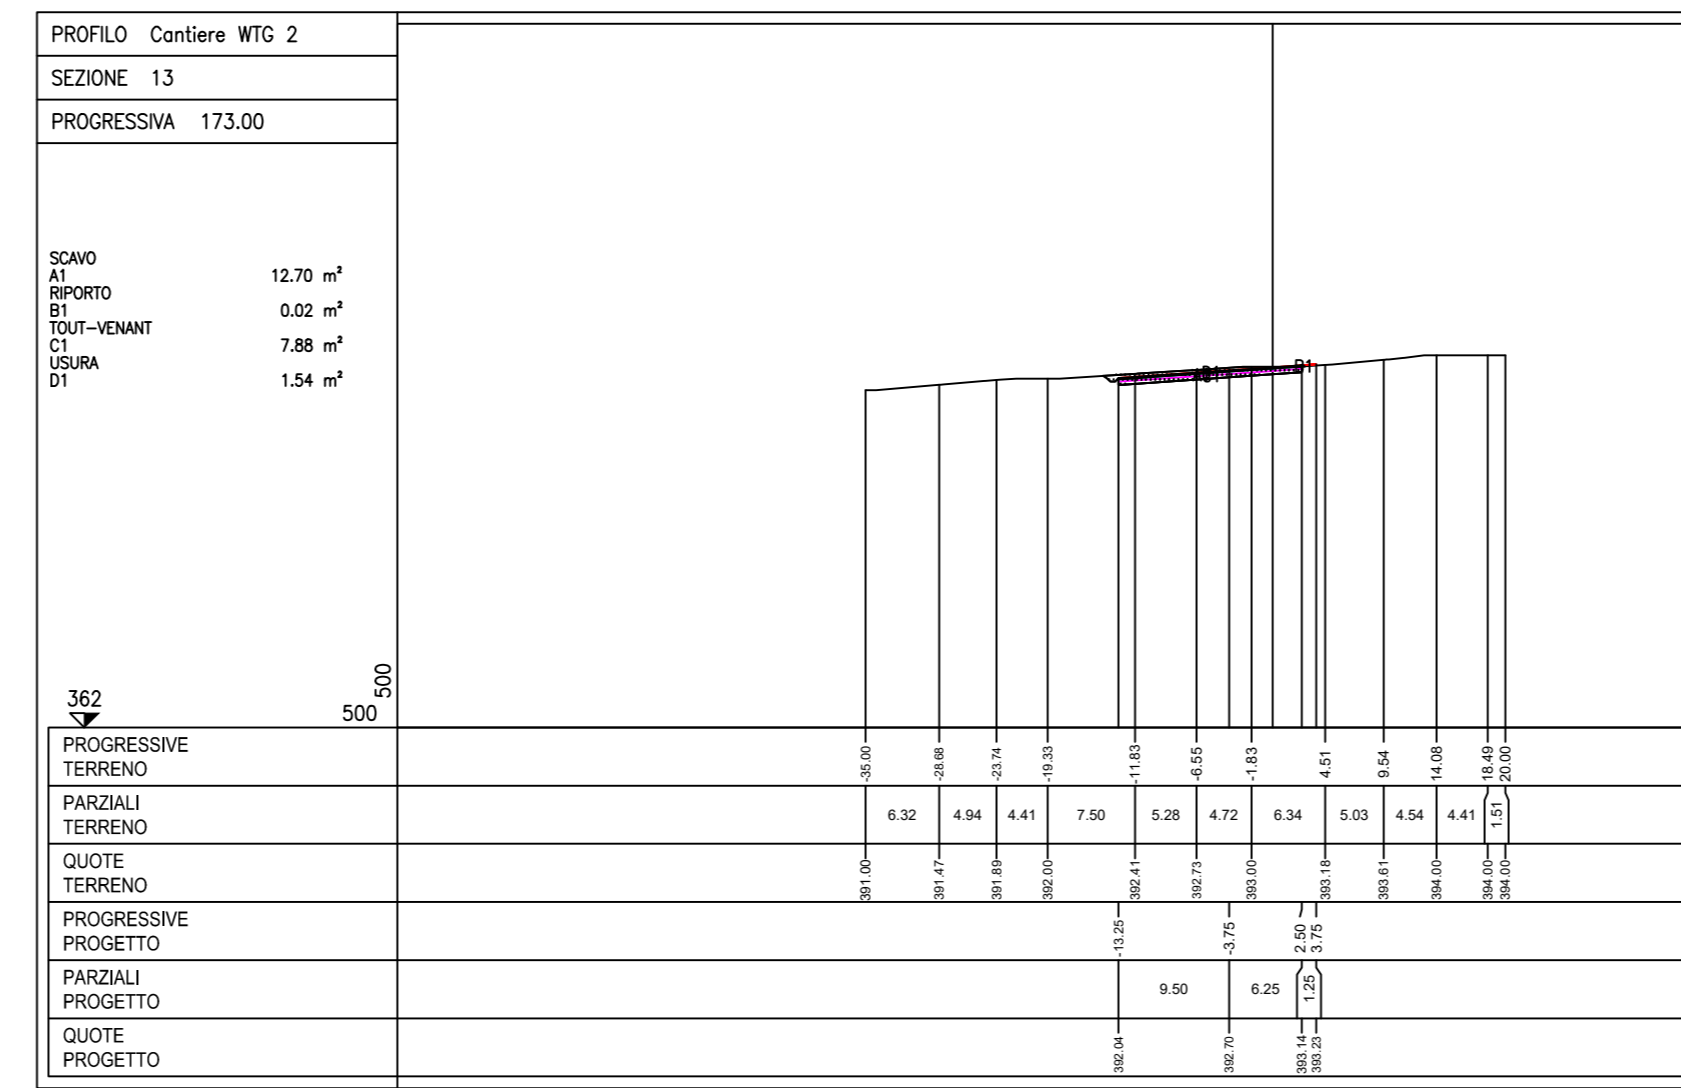 PROFILO Cantiere WTG 2
SEZIONE 13
PROGRESSIVA 173.00
SCAVO
A1 12.70 m²
RIPORTO
B1 0.02 m²
TOUT-VENANT
C1 7.88 m²
USURA
D1 1.54 m²
B1
362
500
500
PROGRESSIVE
TERRENO
-35.00 -28.68 -23.74 -19.33 -11.83 -6.55 -1.83 4.51 9.54 14.08 18.49 20.00
PARZIALI
TERRENO
6.32 4.94 4.41 7.50 5.28 4.72 6.34 5.03 4.54 4.41 1.51
QUOTE
TERRENO
391.00 391.47 391.89 392.00 392.41 392.73 393.00 393.18 393.61 394.00 394.00 394.00
PROGRESSIVE
PROGETTO
-13.25 -3.75 2.50 3.75
PARZIALI
PROGETTO
9.50 6.25 1.25
QUOTE
PROGETTO
392.04 392.70 393.14 393.23